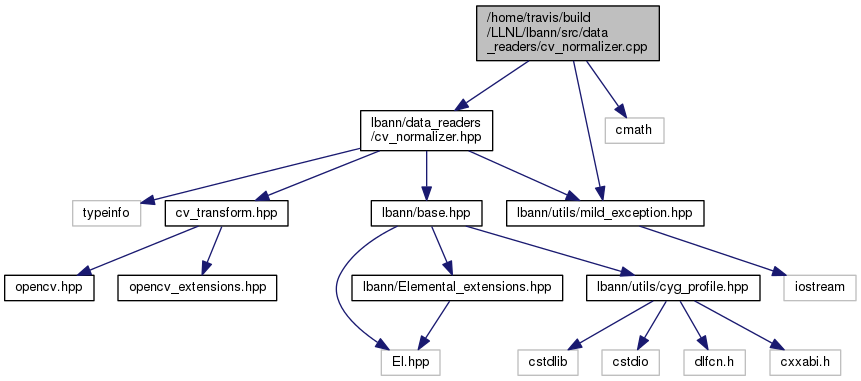 /home/travis/build
/LLNL/lbann/src/data
_readers/cv_normalizer.cpp
lbann/data_readers
/cv_normalizer.hpp
cmath
typeinfo
cv_transform.hpp
lbann/base.hpp
lbann/utils/mild_exception.hpp
opencv.hpp
opencv_extensions.hpp
lbann/Elemental_extensions.hpp
lbann/utils/cyg_profile.hpp
iostream
El.hpp
cstdlib
cstdio
dlfcn.h
cxxabi.h